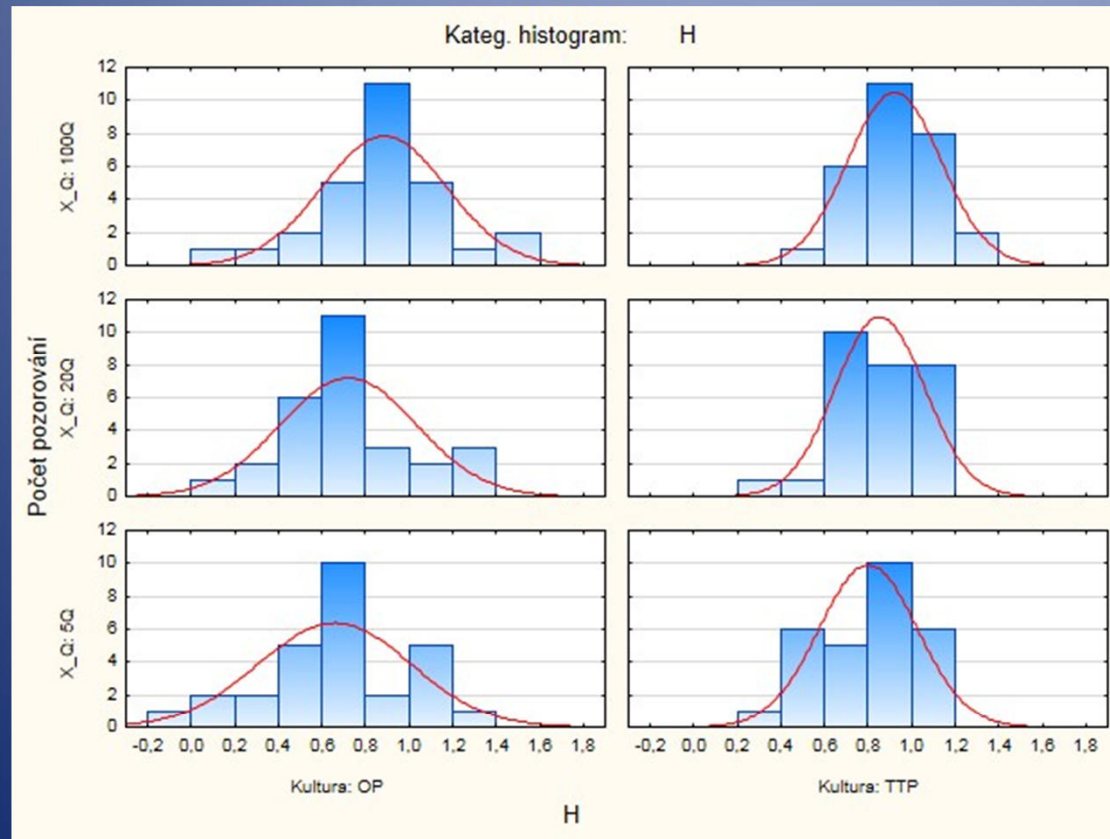 Kateg. histogram: H
X_Q: 100Q
12
10
8
6
4
2
0
Počet pozorování
X_Q: 20Q
12
10
8
6
4
2
0
X_Q: 5Q
12
10
8
6
4
2
0
-0,2 0,0 0,2 0,4 0,6 0,8 1,0 1,2 1,4 1,6 1,8
-0,2 0,0 0,2 0,4 0,6 0,8 1,0 1,2 1,4 1,6 1,8
Kultura: OP
Kultura: TTP
H